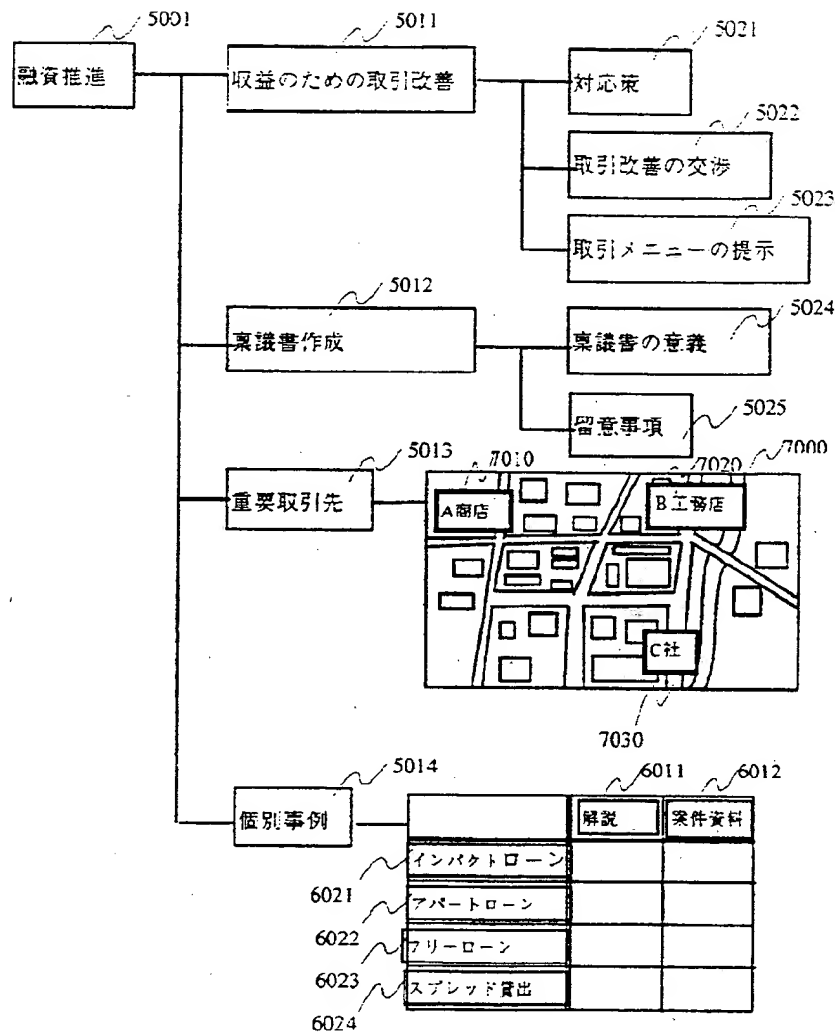 5001
融資推進
5011
収益のための取引改善
5021
対応策
5022
取引改善の交渉
5023
取引メニューの提示
5012
稟議書作成
5024
稟議書の意義
5025
留意事項
5013
重要取引先
7010
7020
7000
A商店
B工務店
C社
7030
5014
個別事例
6011
6012
解説
案件資料
インパクトローン
6021
アパートローン
6022
フリーローン
6023
スプレッド貸出
6024